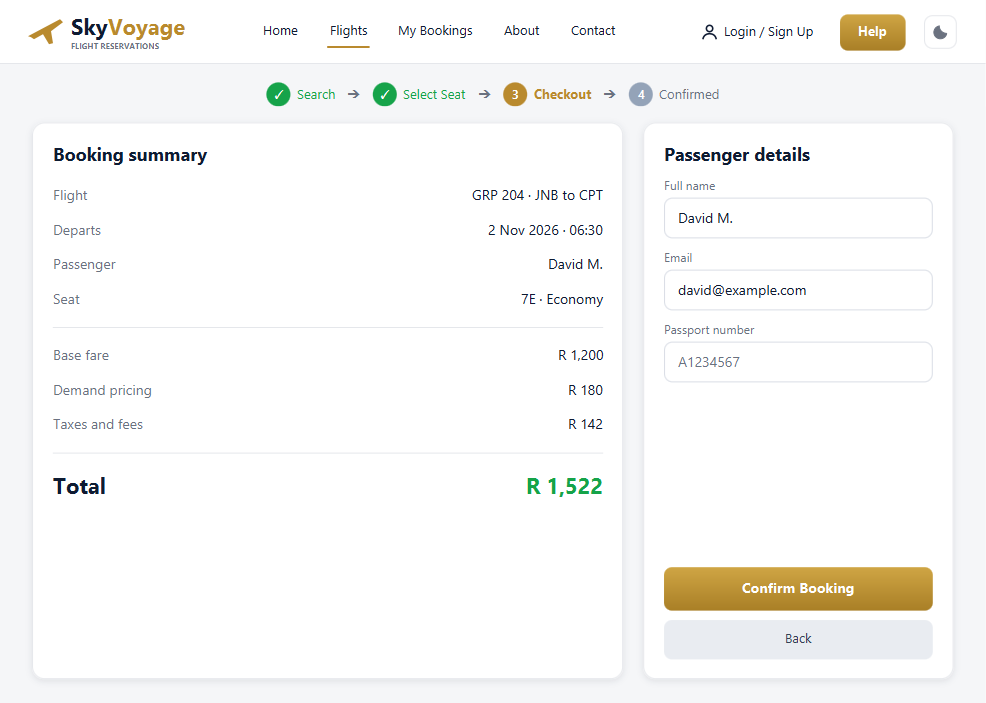 SkyVoyage
FLIGHT RESERVATIONS
Home Flights My Bookings About Contact
Login / Sign Up
Help
✓ Search → ✓ Select Seat → 3 Checkout → 4 Confirmed
Booking summary
Flight GRP 204 · JNB to CPT
Departs 2 Nov 2026 · 06:30
Passenger David M.
Seat 7E · Economy
Base fare R 1,200
Demand pricing R 180
Taxes and fees R 142
Total R 1,522
Passenger details
Full name
David M.
Email
david@example.com
Passport number
A1234567
Confirm Booking
Back